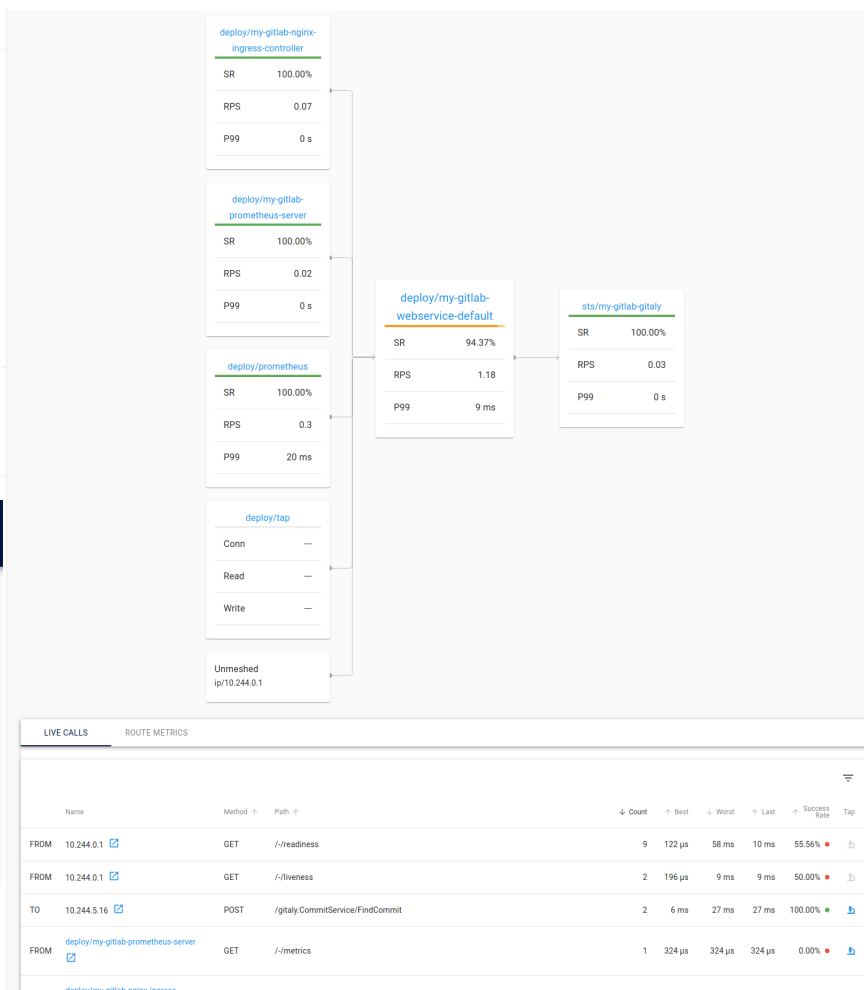 deploy/my-gitlab-nginx-
ingress-controller
SR 100.00%
RPS 0.07
P99 0 s
deploy/my-gitlab-
prometheus-server
SR 100.00%
RPS 0.02
P99 0 s
deploy/prometheus
SR 100.00%
RPS 0.3
P99 20 ms
deploy/tap
Conn ---
Read ---
Write ---
Unmeshed
ip/10.244.0.1
deploy/my-gitlab-
webservice-default
SR 94.37%
RPS 1.18
P99 9 ms
sts/my-gitlab-gitaly
SR 100.00%
RPS 0.03
P99 0 s
LIVE CALLS ROUTE METRICS
Name Method ↑ Path ↑ ↓ Count ↑ Best ↓ Worst ↑ Last ↑ Success Rate Tap
FROM 10.244.0.1 GET /-/readiness 9 122 µs 58 ms 10 ms 55.56%
FROM 10.244.0.1 GET /-/liveness 2 196 µs 9 ms 9 ms 50.00%
TO 10.244.5.16 POST /gitaly.CommitService/FindCommit 2 6 ms 27 ms 27 ms 100.00%
FROM deploy/my-gitlab-prometheus-server GET /-/metrics 1 324 µs 324 µs 324 µs 0.00%
deploy/my-gitlab-nginx-ingress-